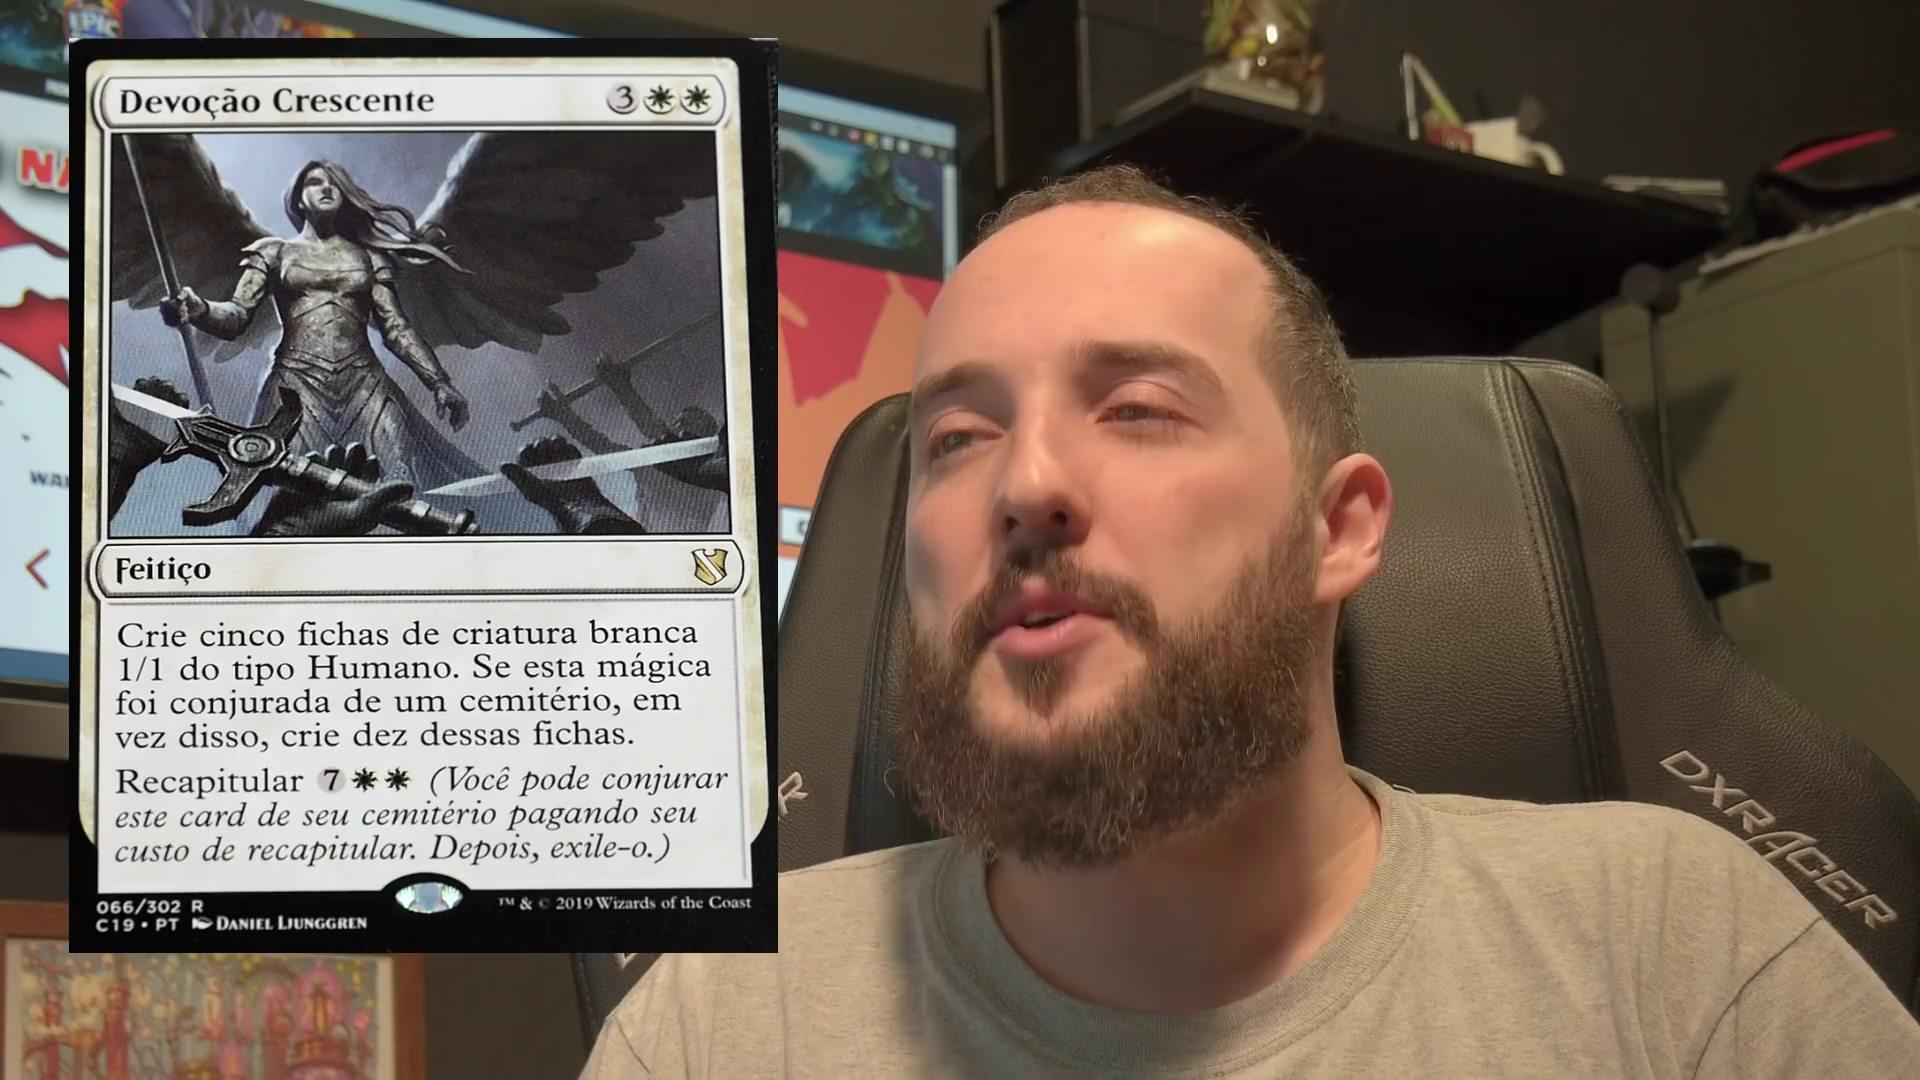 EPIC
NA
WAR
Devoção Crescente 3
Feitiço
Crie cinco fichas de criatura branca
1/1 do tipo Humano. Se esta mágica
foi conjurada de um cemitério, em
vez disso, crie dez dessas fichas.
Recapitular 7 (Você pode conjurar
este card de seu cemitério pagando seu
custo de recapitular. Depois, exile-o.)
066/302 R
C19 • PT DANIEL LJUNGGREN
™ & © 2019 Wizards of the Coast
R
DXRACER